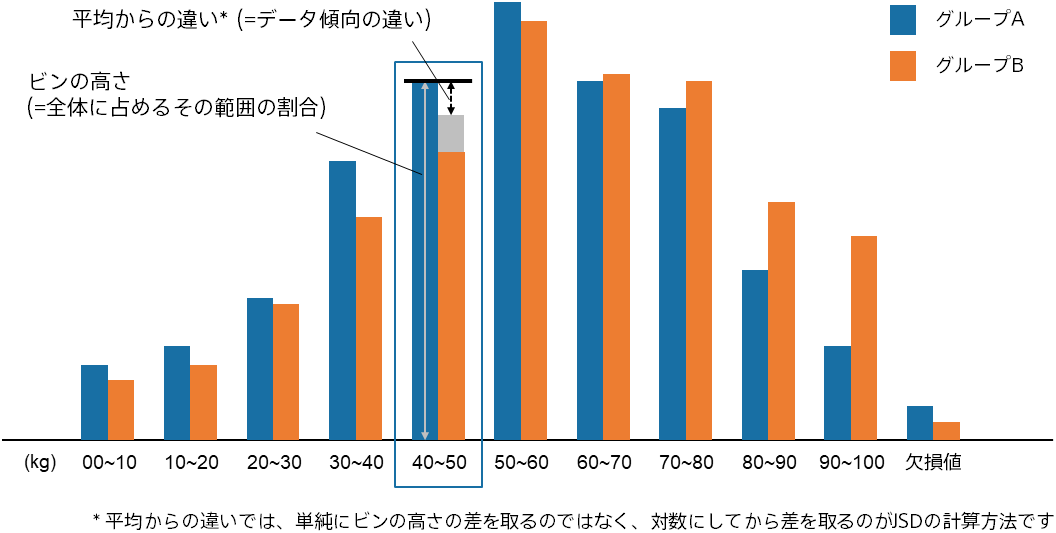 平均からの違い* (=データ傾向の違い)
グループA
グループB
ビンの高さ
(=全体に占めるその範囲の割合)
(kg) 00~10 10~20 20~30 30~40 40~50 50~60 60~70 70~80 80~90 90~100 欠損値
* 平均からの違いでは、単純にビンの高さの差を取るのではなく、対数にしてから差を取るのがJSDの計算方法です